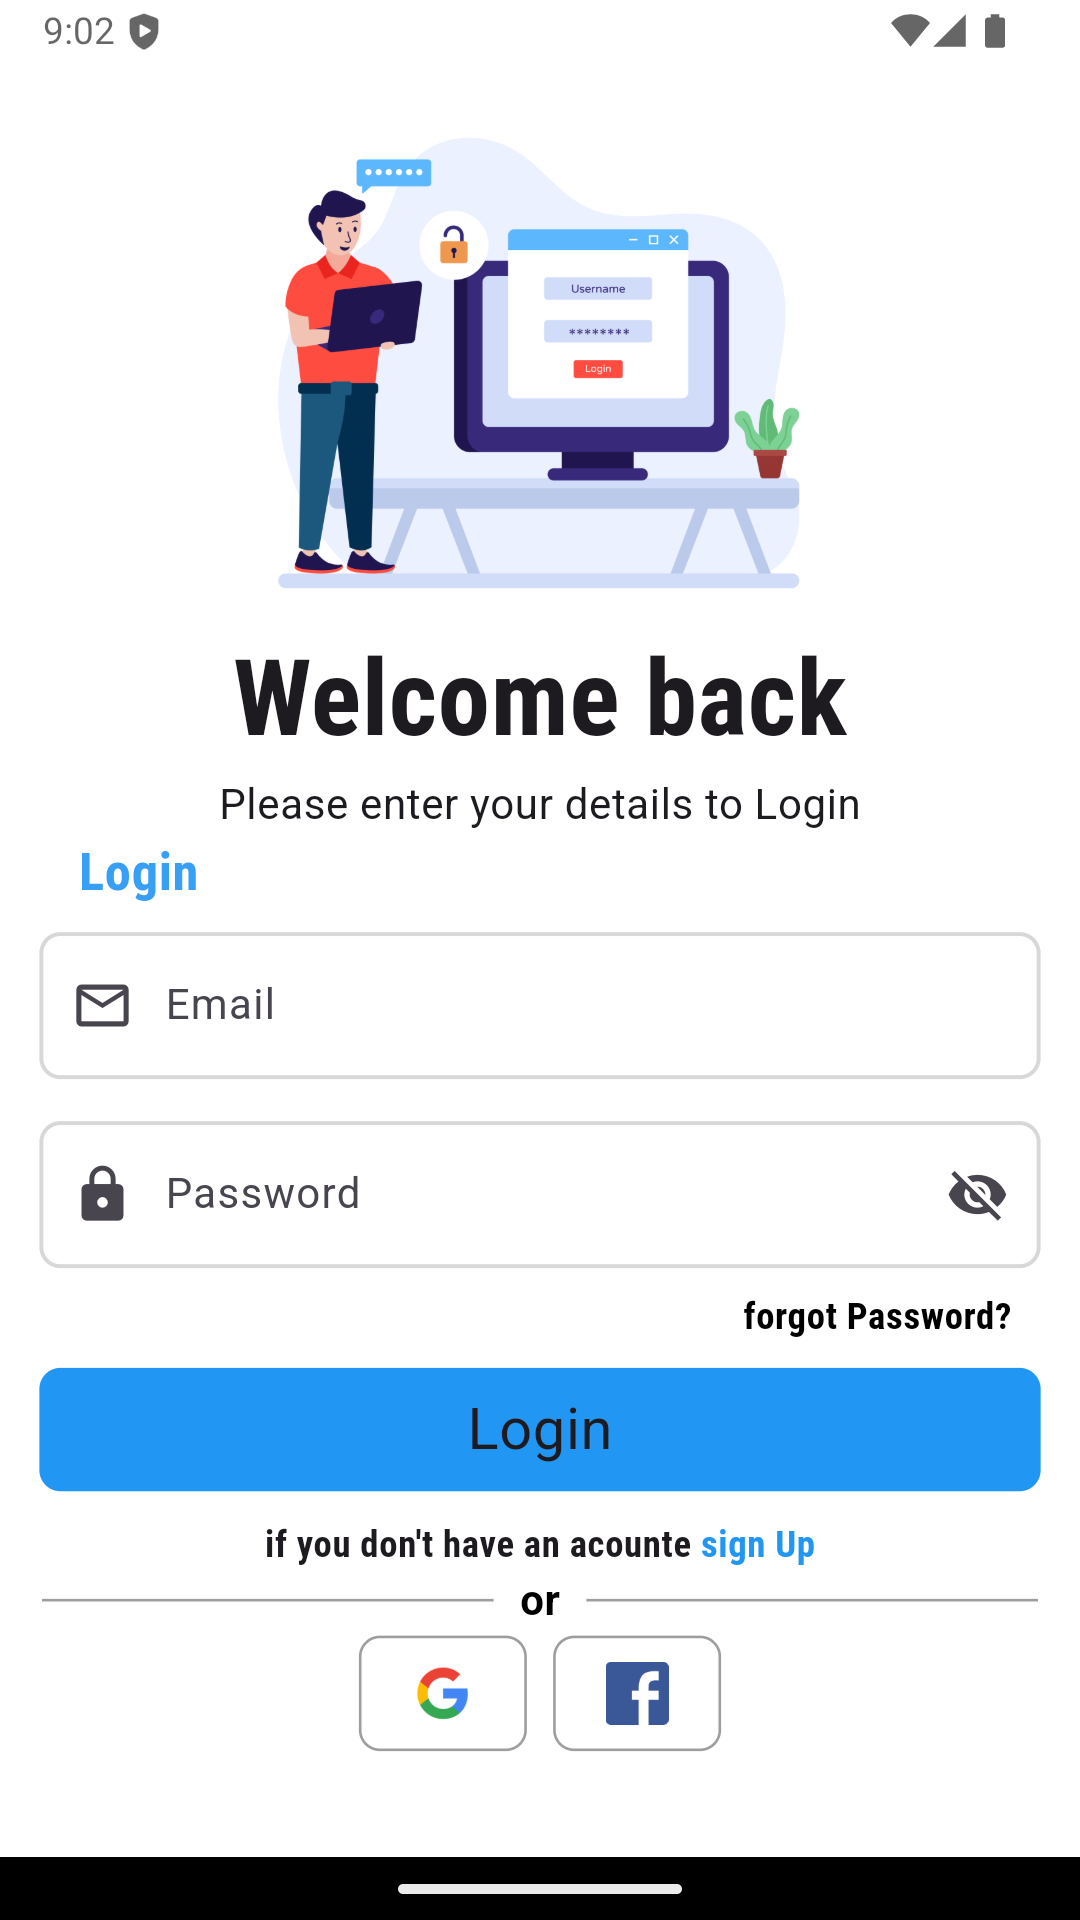 9:02
Username
********
Login
Welcome back
Please enter your details to Login
Login
Email
Password
forgot Password?
Login
if you don't have an acounte sign Up
or